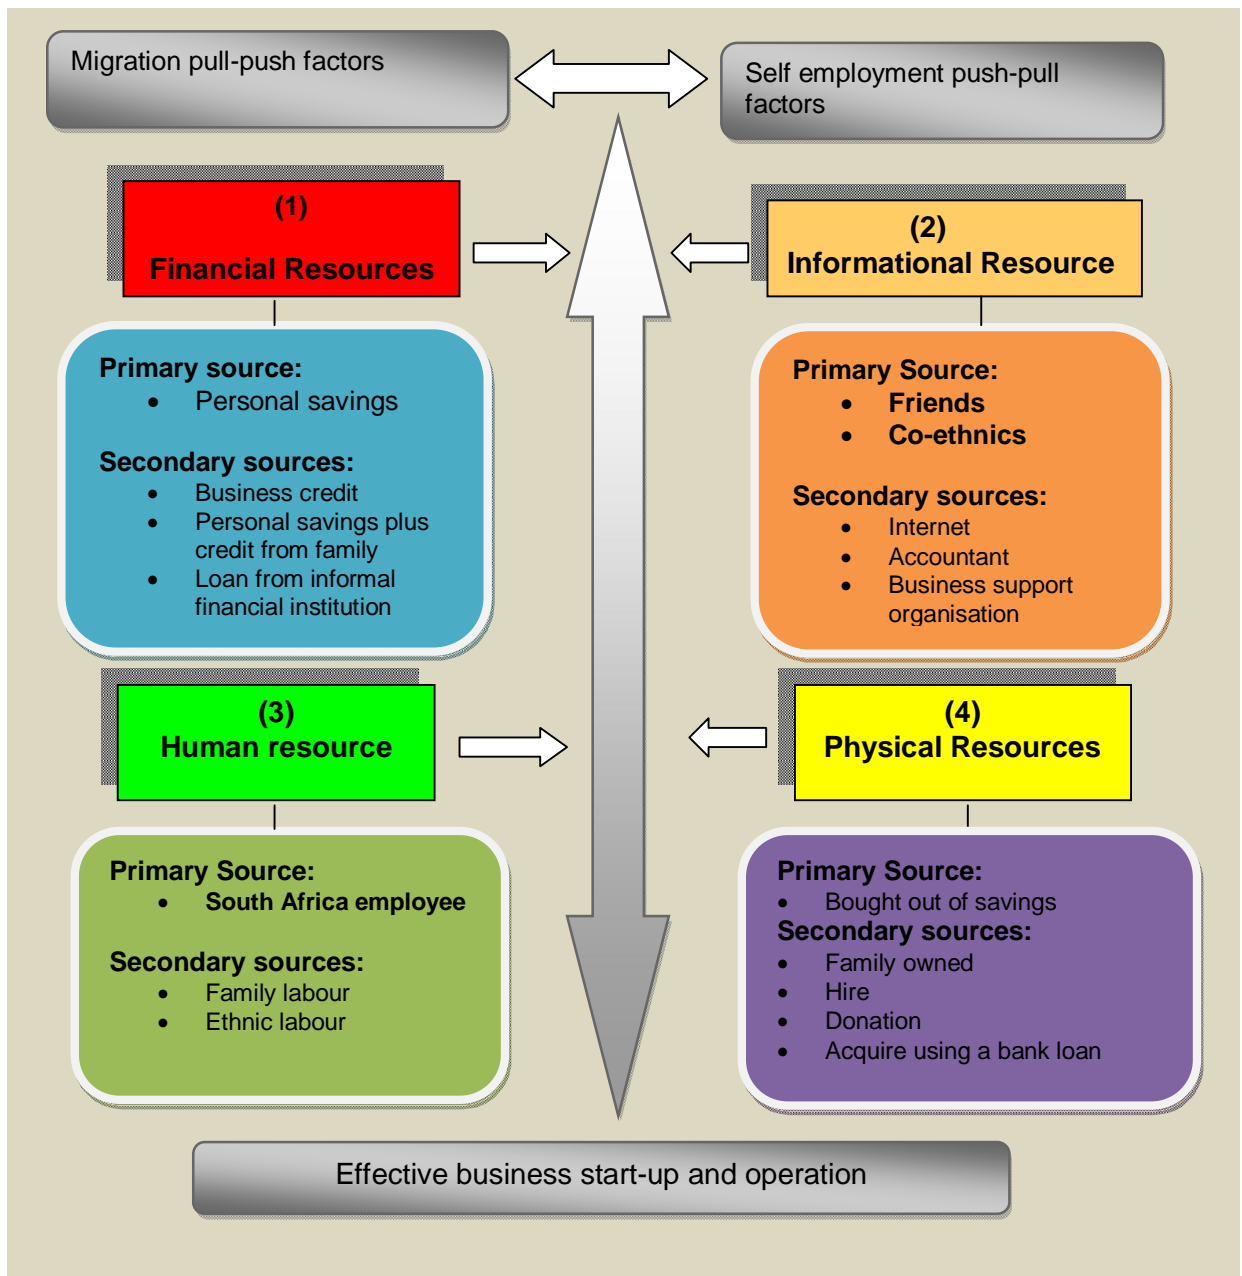 Migration pull-push factors
Self employment push-pull
factors
(1)
Financial Resources
(2)
Informational Resource
Primary source:
• Personal savings
Secondary sources:
• Business credit
• Personal savings plus
credit from family
• Loan from informal
financial institution
Primary Source:
• Friends
• Co-ethnics
Secondary sources:
• Internet
• Accountant
• Business support
organisation
(3)
Human resource
(4)
Physical Resources
Primary Source:
• South Africa employee
Secondary sources:
• Family labour
• Ethnic labour
Primary Source:
• Bought out of savings
Secondary sources:
• Family owned
• Hire
• Donation
• Acquire using a bank loan
Effective business start-up and operation